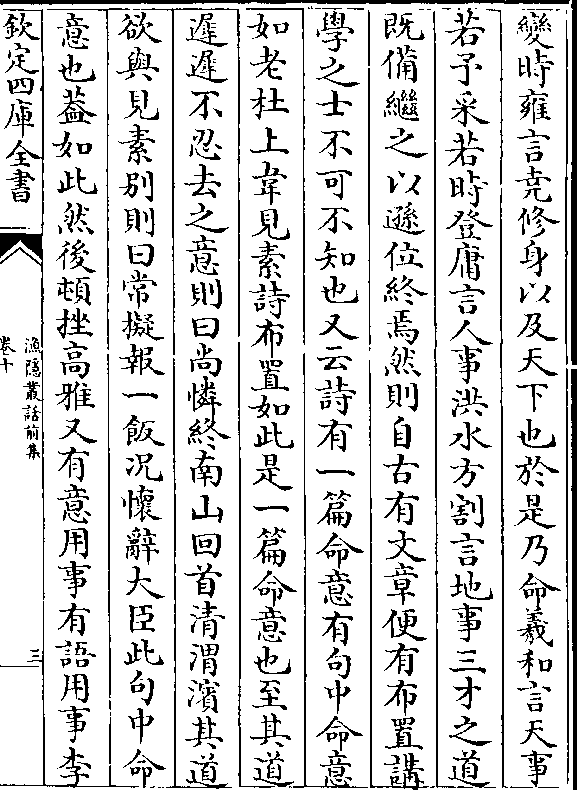 變時雍言堯修身以及天下也於是乃命羲和言天事
若予采若時登庸言人事洪水方割言地事三才之道
既備繼之以遜位終焉然則自古有文章便有布置講
學之士不可不知也又云詩有一篇命意有句中命意
如老杜上韋見素詩布置如此是一篇命意也至其道
遲遲不忍去之意則曰尚憐終南山回首清渭濱其道
欲與見素别則曰常擬報一飯况懷辭大臣此句中命
意也葢如此然後頓挫高雅又有意用事有語用事李
欽定四庫全書
漁隱叢話前集
卷十
三